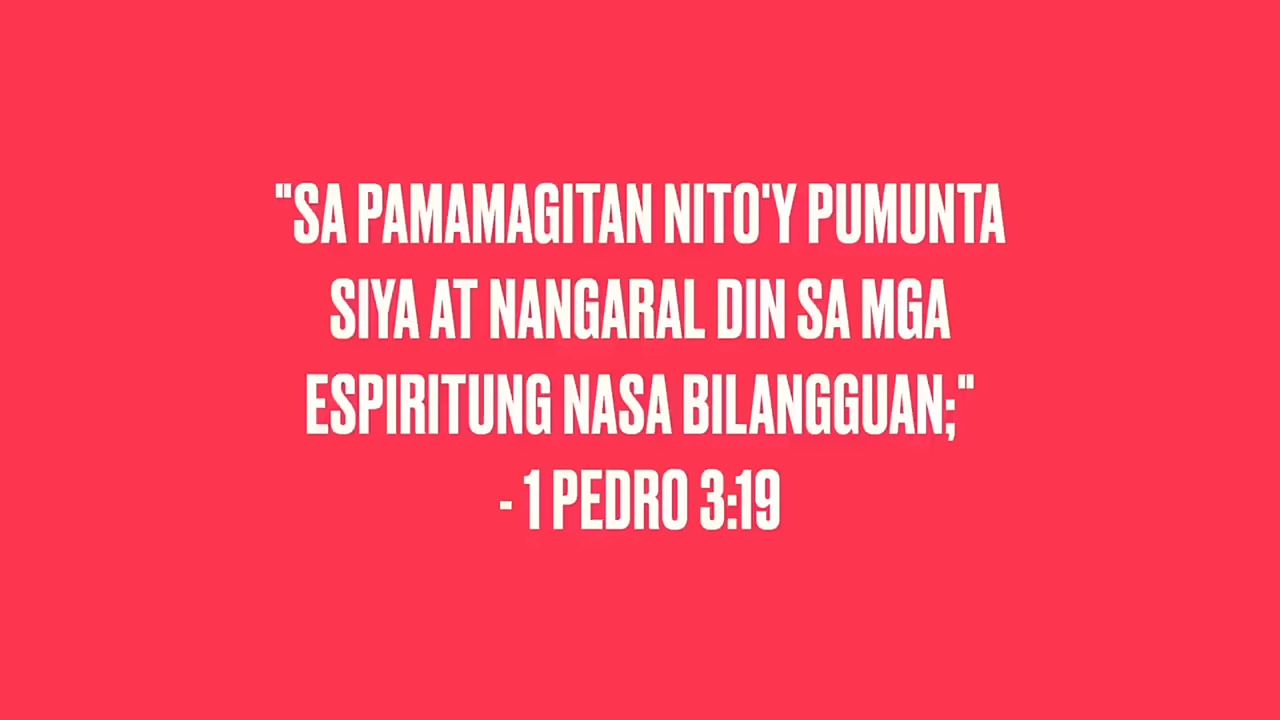 "SA PAMAMAGITAN NITO'Y PUMUNTA
SIYA AT NANGARAL DIN SA MGA
ESPIRITUNG NASA BILANGGUAN;"
- 1 PEDRO 3:19